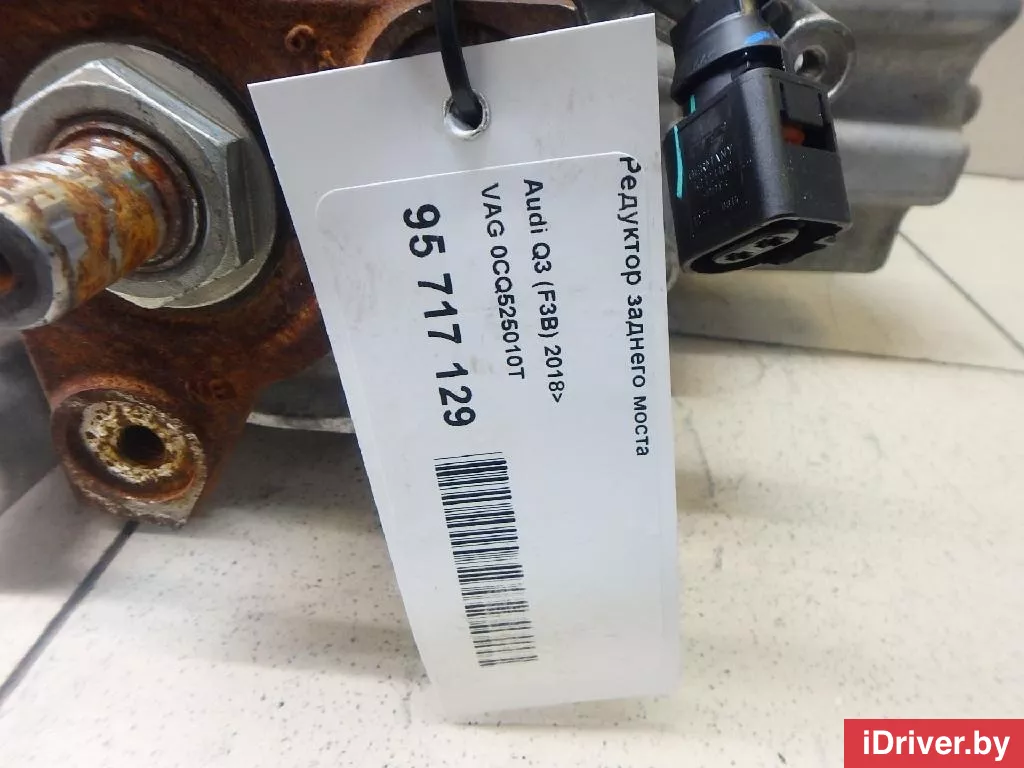 Редуктор заднего моста
Audi Q3 (F3B) 2018>
VAG 0CQ525010T
95 717 129
iDriver.by